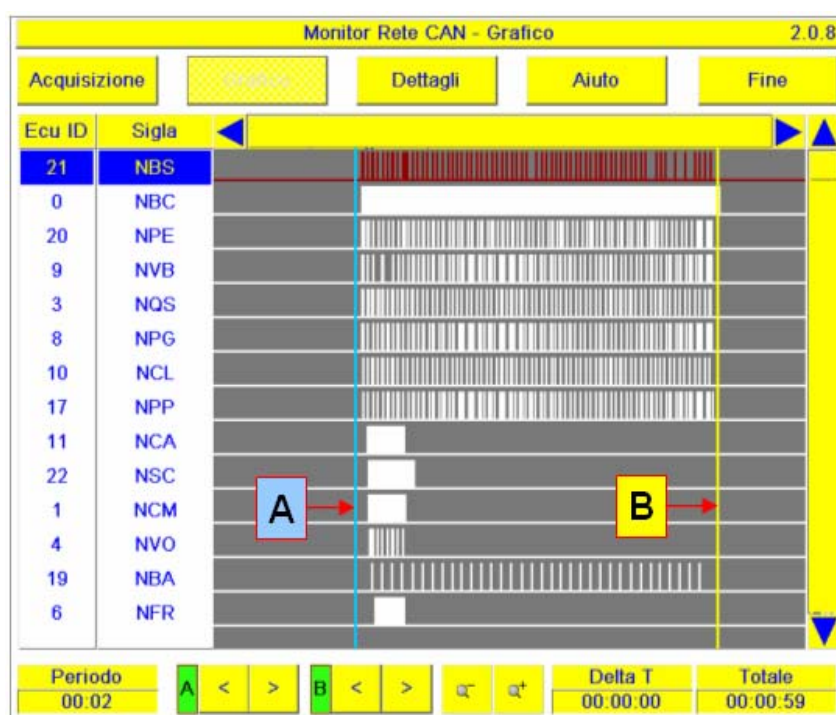 Monitor Rete CAN - Grafico 2.0.8
Acquisizione Grafico Dettagli Aiuto Fine
Ecu ID Sigla
21 NBS
0 NBC
20 NPE
9 NVB
3 NQS
8 NPG
10 NCL
17 NPP
11 NCA
22 NSC
1 NCM
4 NVO
19 NBA
6 NFR
A B
Periodo Delta T Totale
A < > B < >
00:02 00:00:00 00:00:59